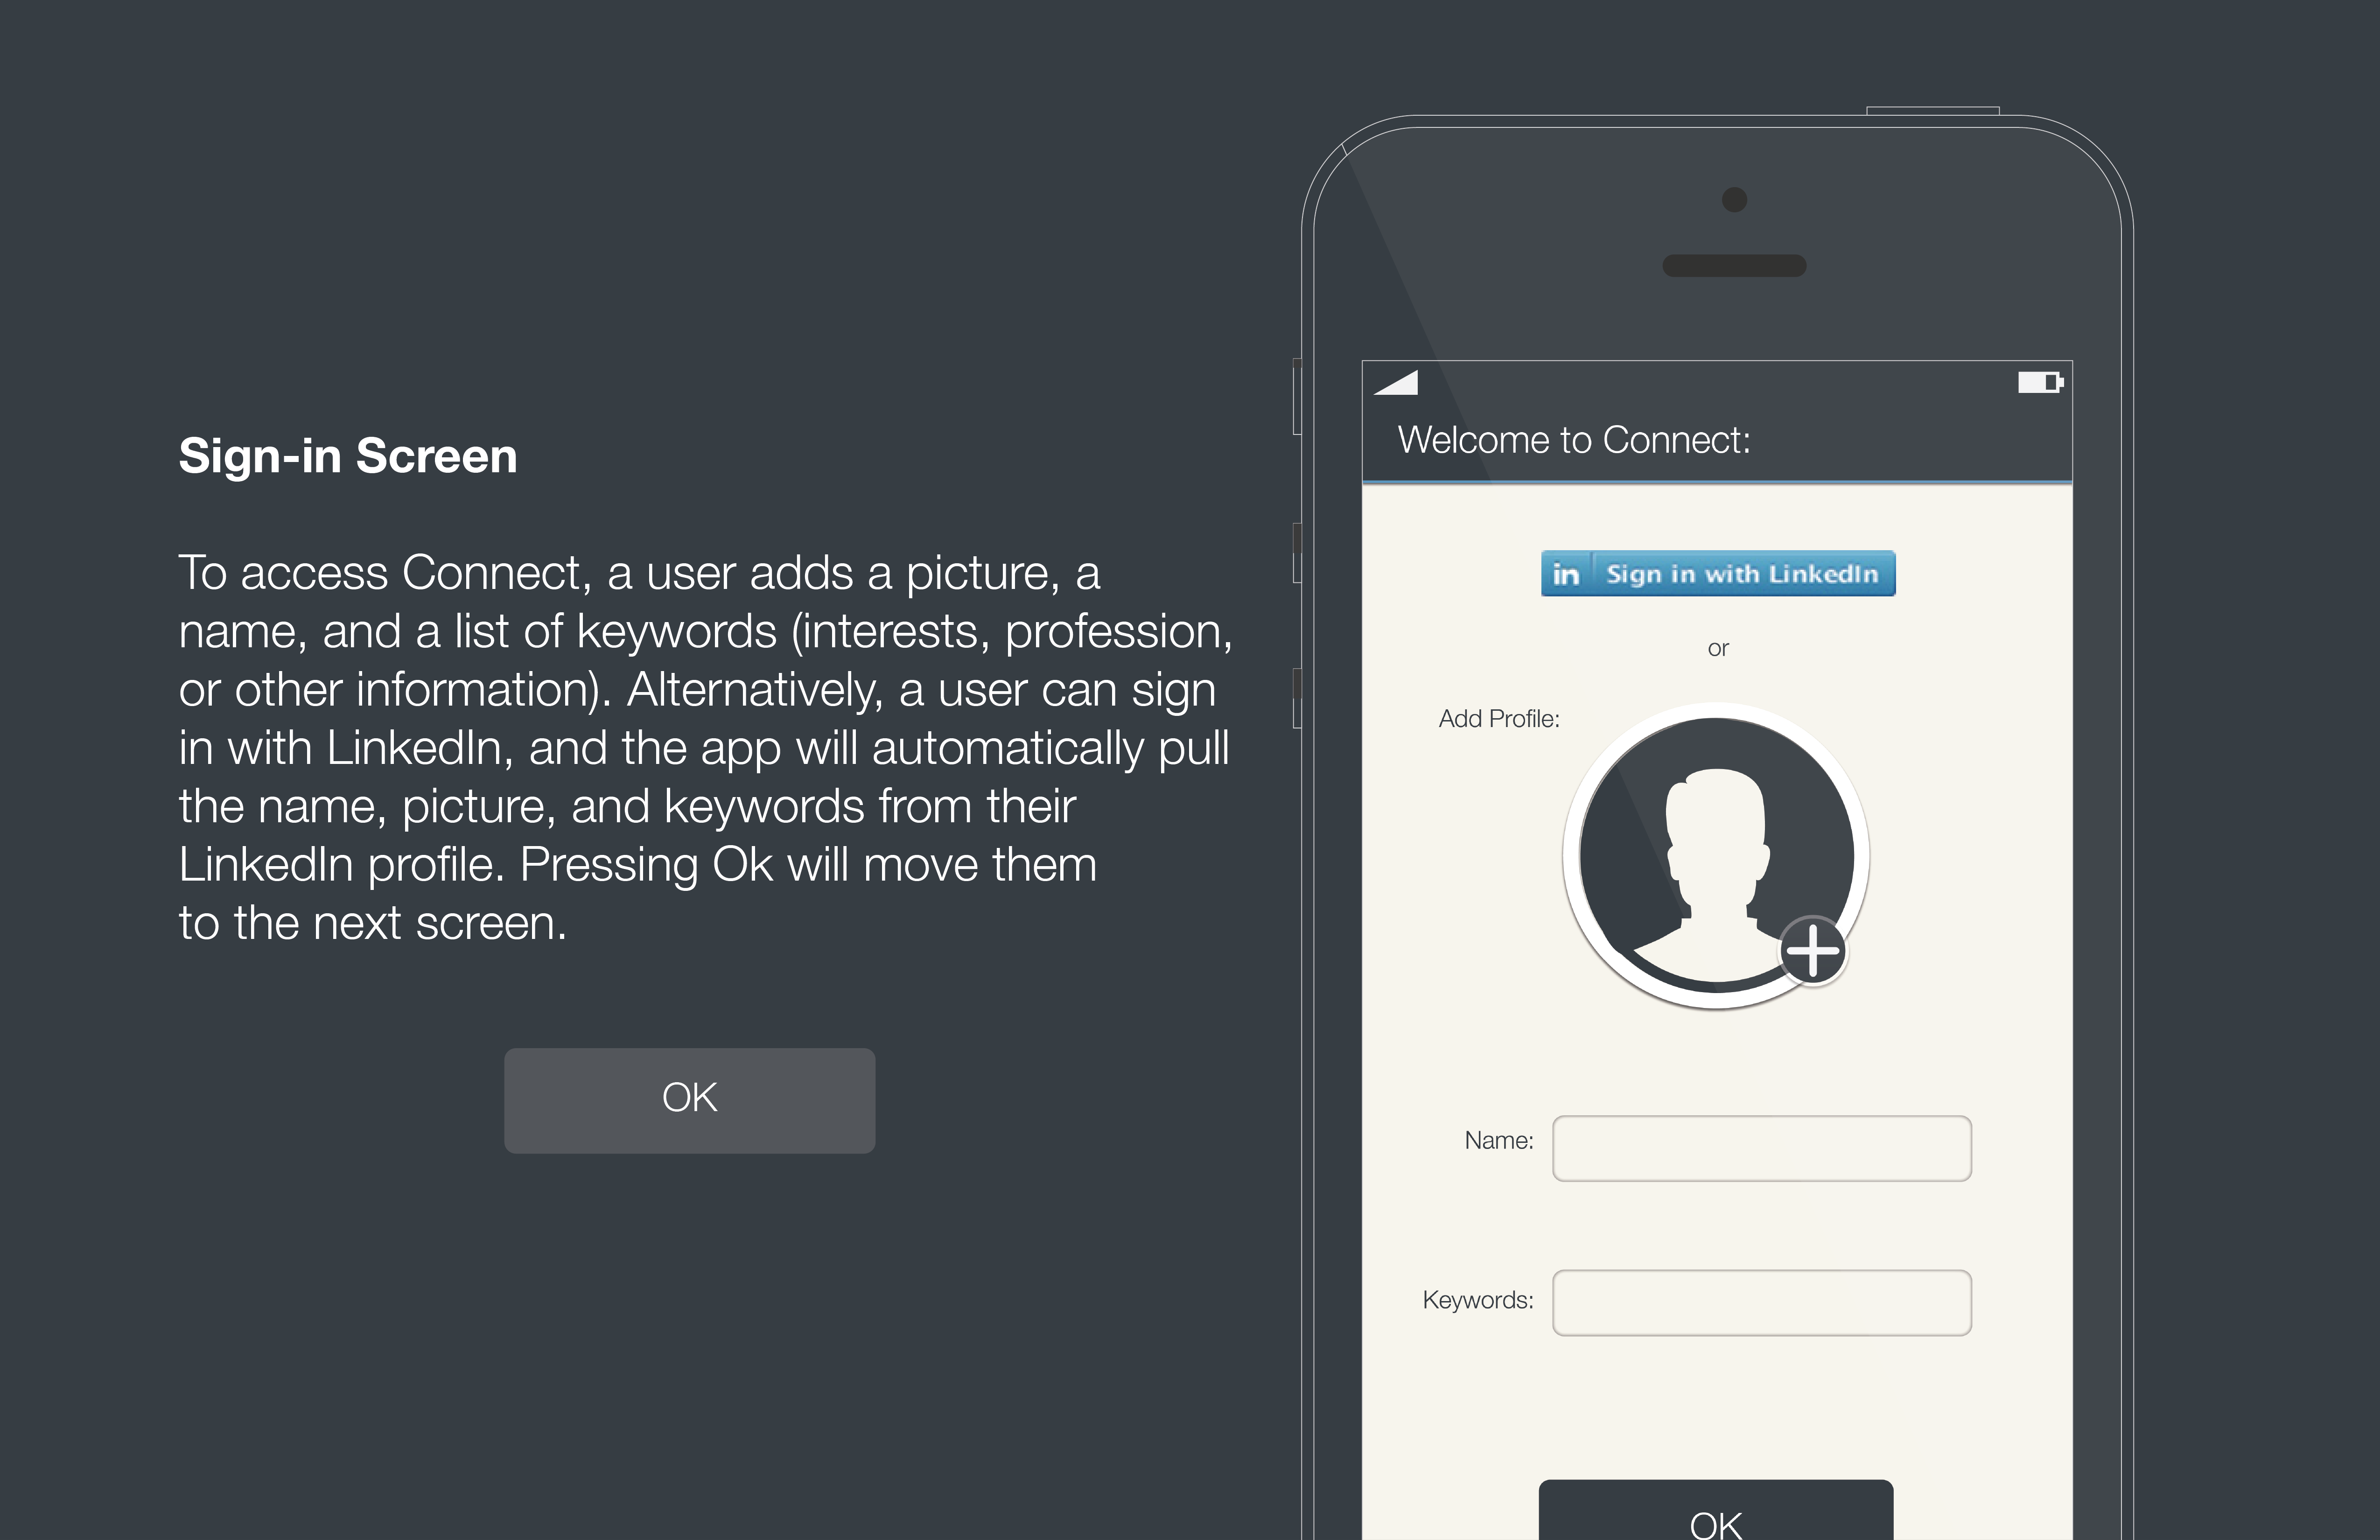 Sign-in Screen
To access Connect, a user adds a picture, a
name, and a list of keywords (interests, profession,
or other information). Alternatively, a user can sign
in with LinkedIn, and the app will automatically pull
the name, picture, and keywords from their
LinkedIn profile. Pressing Ok will move them
to the next screen.
OK
Welcome to Connect:
in Sign in with LinkedIn
or
Add Profile:
Name:
Keywords:
OK